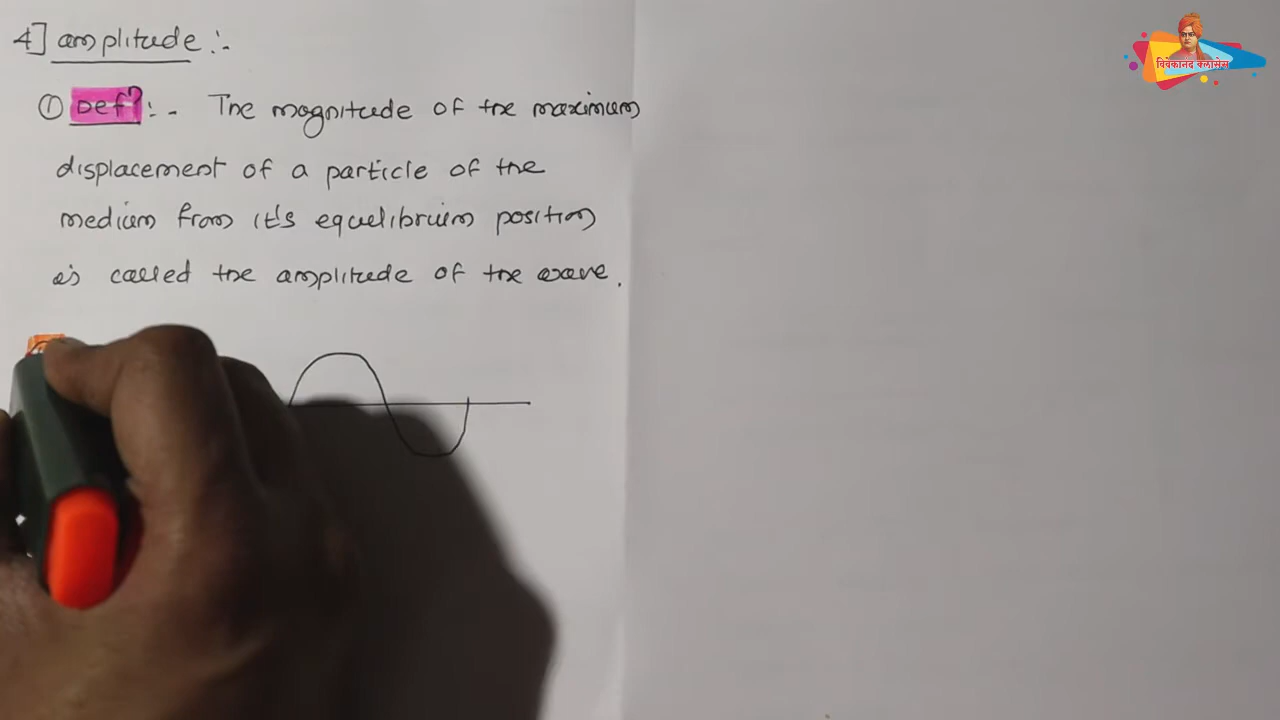 4] amplitude :-
① Defⁿ :- The magnitude of the maximum
displacement of a particle of the
medium from it's equilibrium position
is called the amplitude of the wave.
विवेकानंद क्लासेस